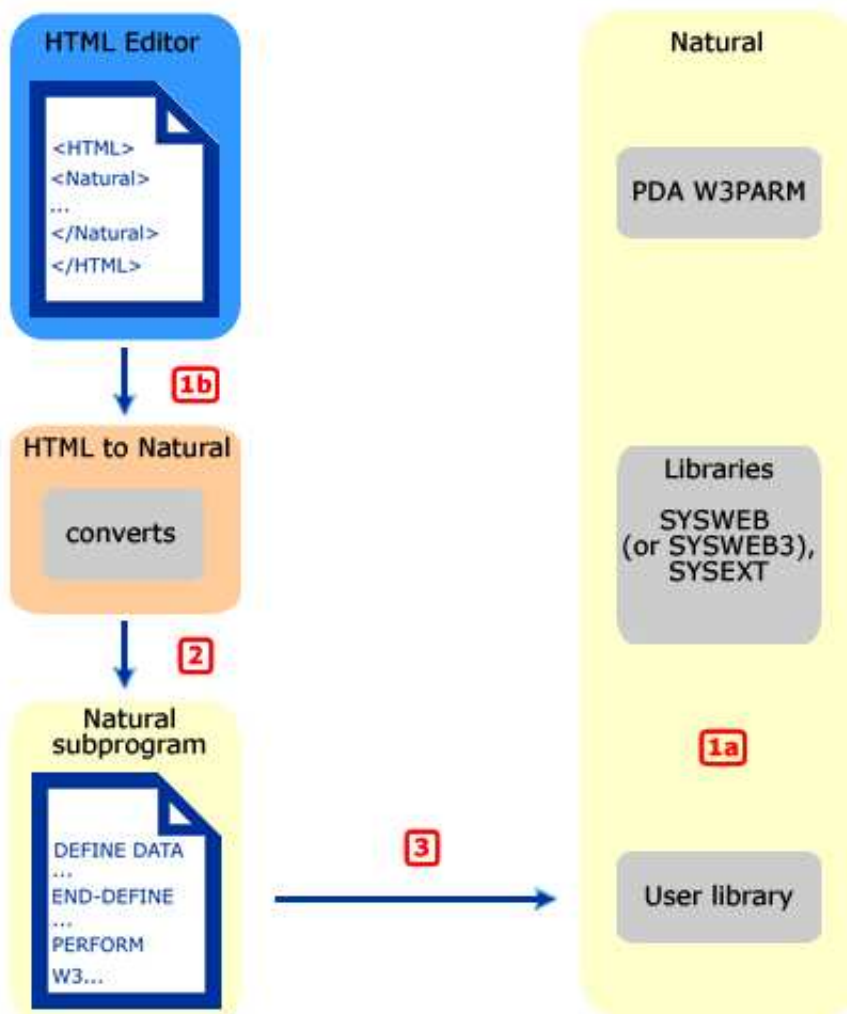 HTML Editor
<HTML>
<Natural>
...
</Natural>
</HTML>
1b
HTML to Natural
converts
2
Natural
subprogram
DEFINE DATA
...
END-DEFINE
...
PERFORM
W3...
3
Natural
PDA W3PARM
Libraries
SYSWEB
(or SYSWEB3),
SYSEXT
1a
User library